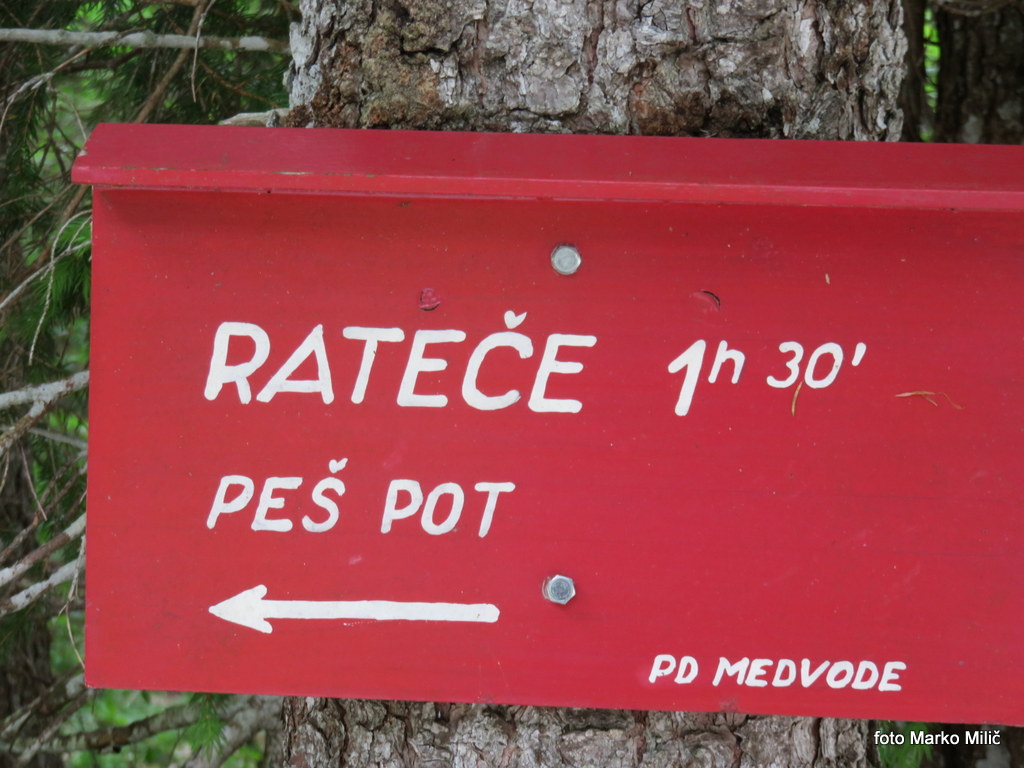 RATEČE 1h 30'
PEŠ POT
PD MEDVODE
foto Marko Milič